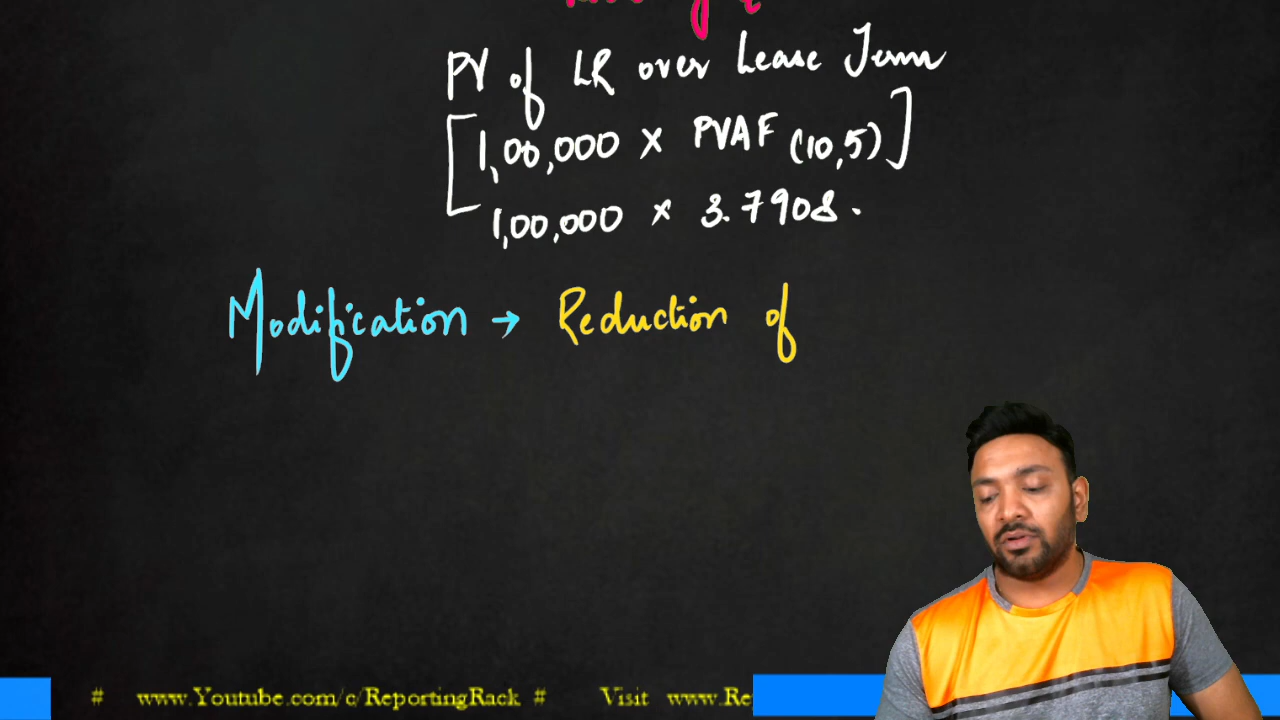 PV of LR over Lease Term
[1,00,000 × PVAF (10,5)]
1,00,000 × 3.7908.
Modification → Reduction of
# www.Youtube.com/c/ReportingRack # Visit www.Re